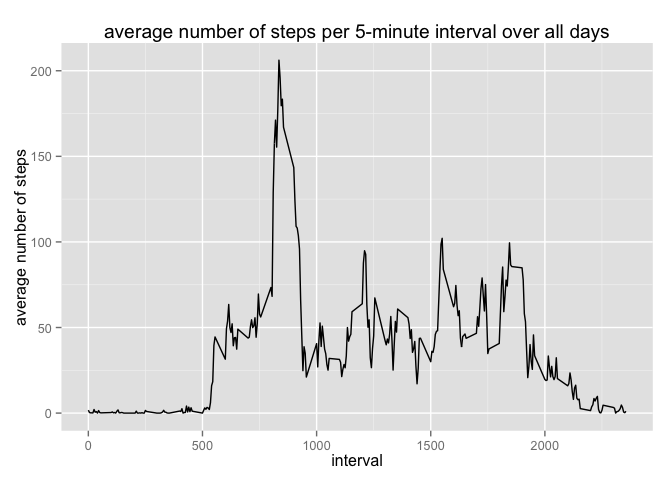 average number of steps per 5-minute interval over all days
average number of steps
200
150
100
50
0
0 500 1000 1500 2000
interval